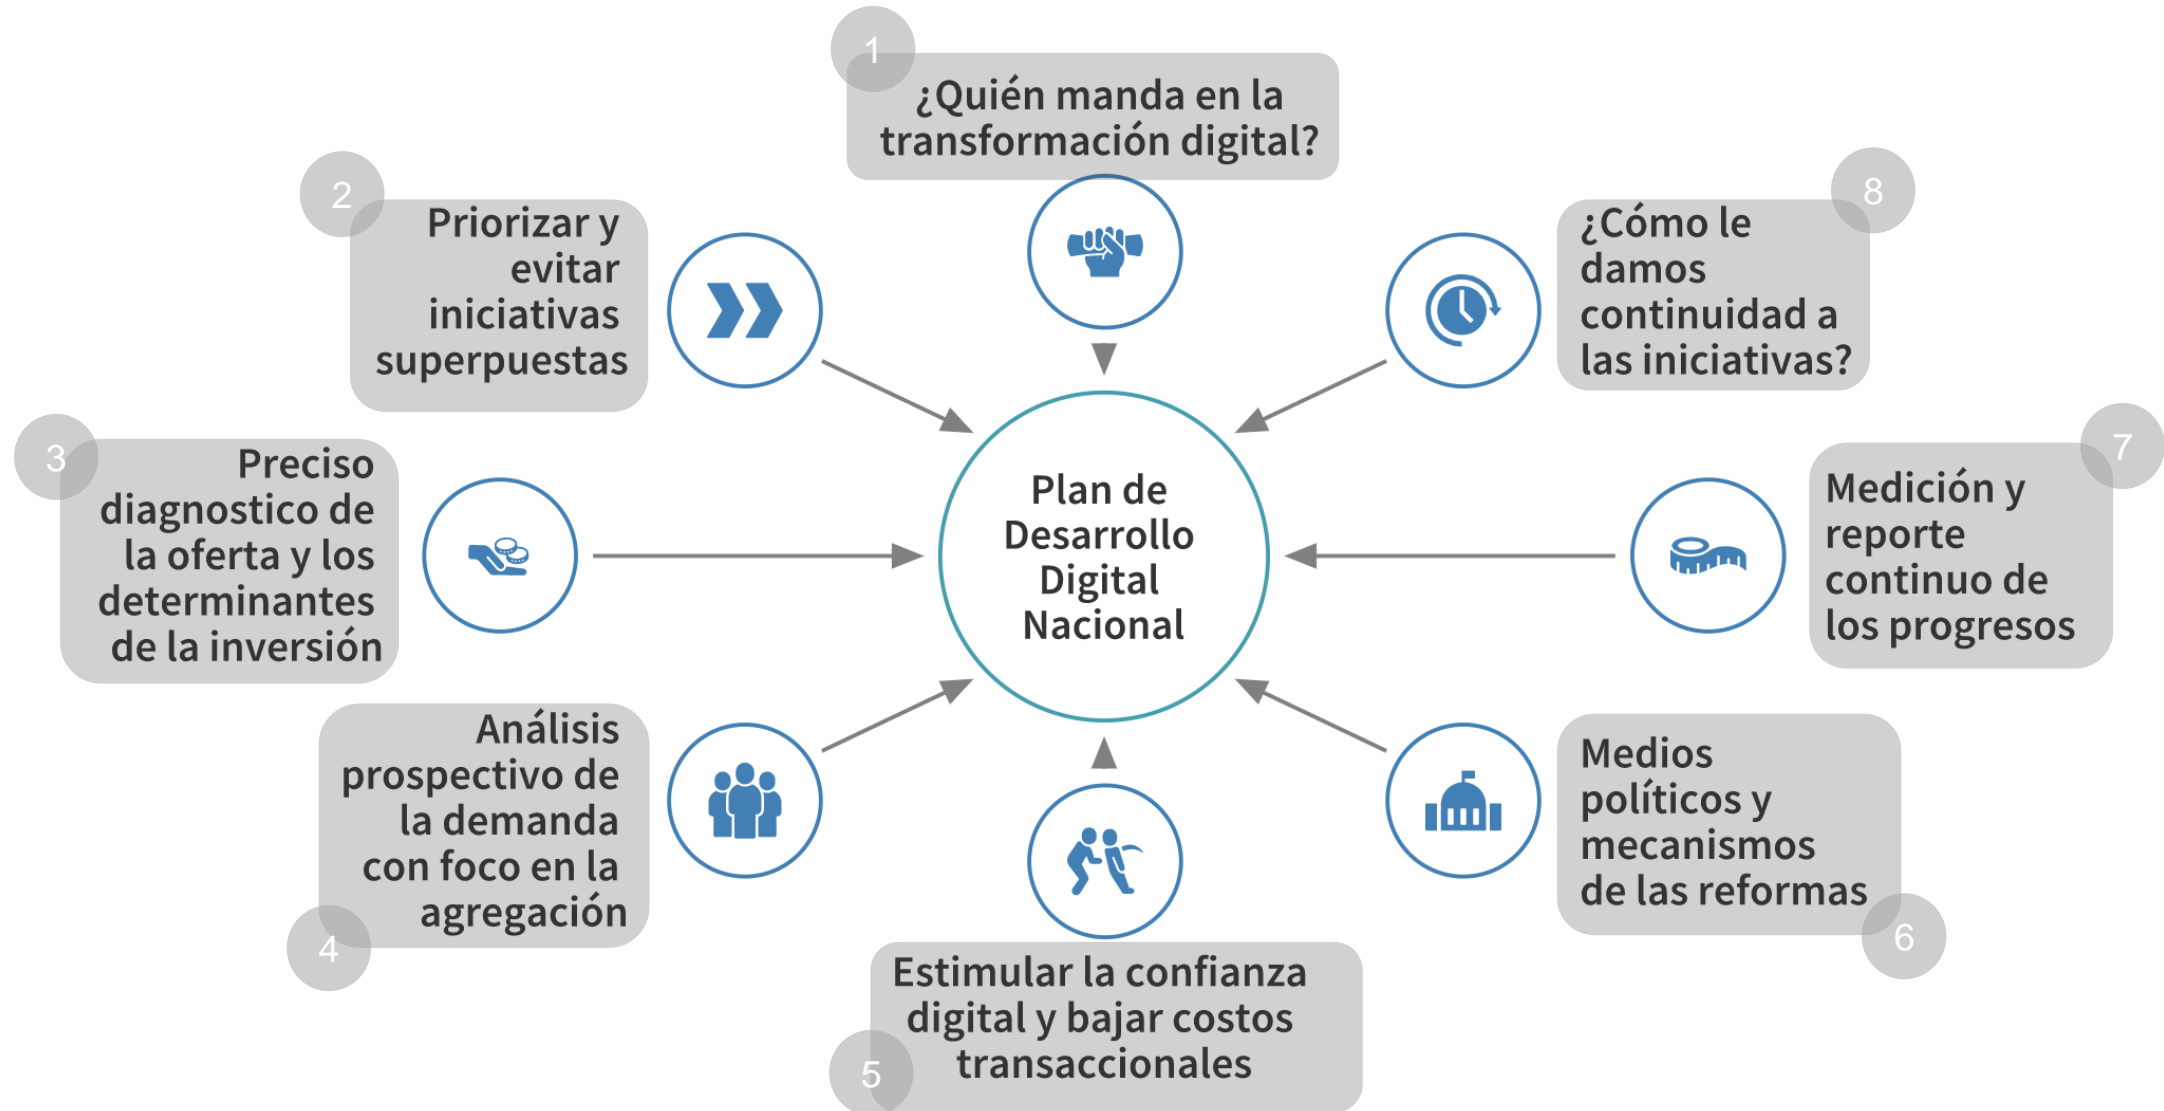 1
¿Quién manda en la
transformación digital?
2
Priorizar y
evitar
iniciativas
superpuestas
3
Preciso
diagnostico de
la oferta y los
determinantes
de la inversión
4
Análisis
prospectivo de
la demanda
con foco en la
agregación
5
Estimular la confianza
digital y bajar costos
transaccionales
6
Medios
políticos y
mecanismos
de las reformas
7
Medición y
reporte
continuo de
los progresos
8
¿Cómo le
damos
continuidad a
las iniciativas?
Plan de
Desarrollo
Digital
Nacional